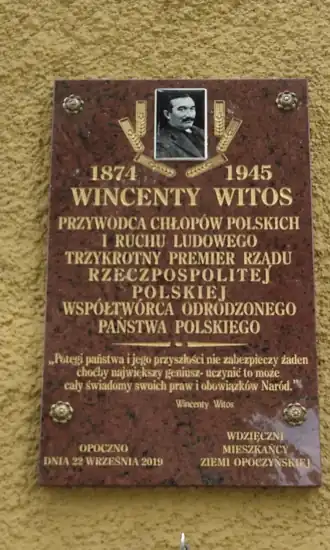 1874 1945
WINCENTY WITOS
PRZYWÓDCA CHŁOPÓW POLSKICH
I RUCHU LUDOWEGO
TRZYKROTNY PREMIER RZĄDU
RZECZPOSPOLITEJ
POLSKIEJ
WSPÓŁTWÓRCA ODRODZONEGO
PAŃSTWA POLSKIEGO
„Potęgi państwa i jego przyszłości nie zabezpieczy żaden
choćby największy geniusz- uczynić to może
cały świadomy swoich praw i obowiązków Naród.”
Wincenty Witos
OPOCZNO
DNIA 22 WRZEŚNIA 2019
WDZIĘCZNI
MIESZKAŃCY
ZIEMI OPOCZYŃSKIEJ